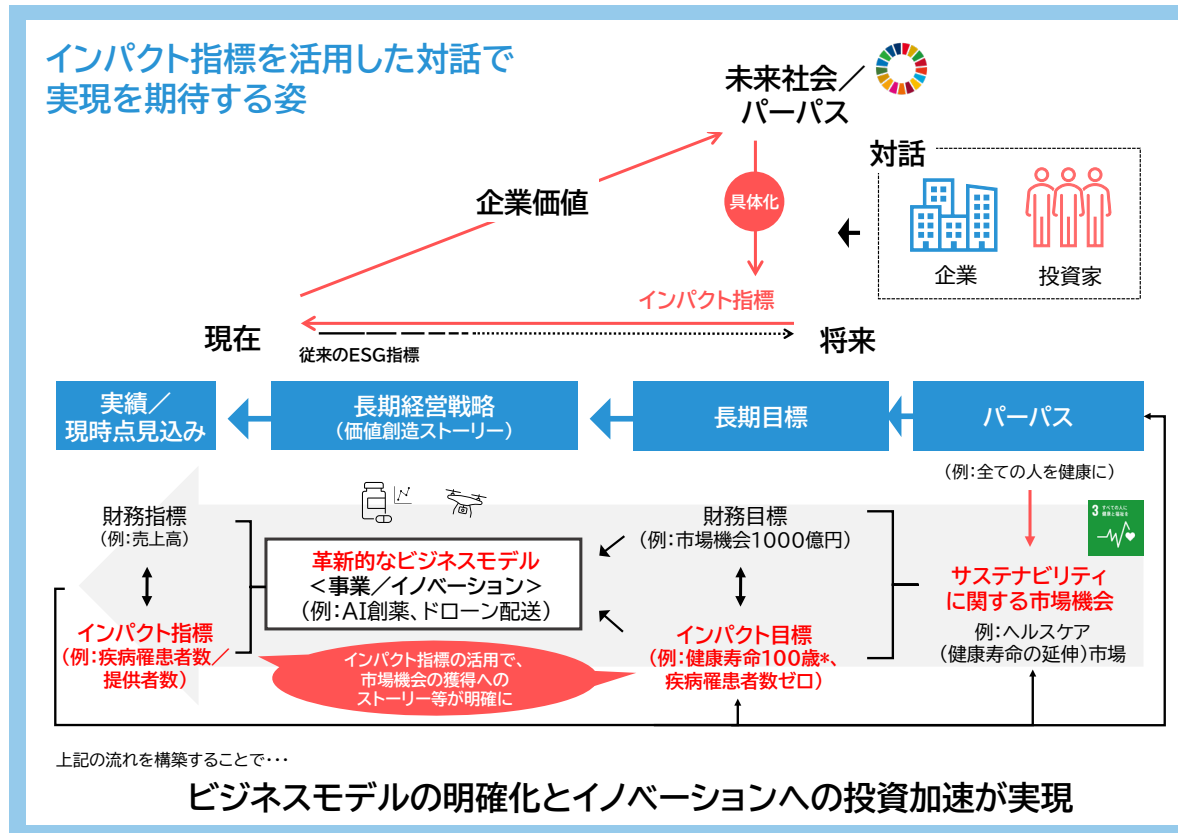 インパクト指標を活用した対話で
実現を期待する姿
未来社会／
パーパス
対話
企業価値
具体化
企業
投資家
インパクト指標
現在
将来
従来のESG指標
実績／
現時点見込み
長期経営戦略
（価値創造ストーリー）
長期目標
パーパス
（例：全ての人を健康に）
財務指標
（例：売上高）
財務目標
（例：市場機会1000億円）
3 すべての人に
健康と福祉を
革新的なビジネスモデル
＜事業／イノベーション＞
（例：AI創薬、ドローン配送）
サステナビリティ
に関する市場機会
例：ヘルスケア
（健康寿命の延伸）市場
インパクト指標
（例：疾病罹患者数／
提供者数）
インパクト目標
（例：健康寿命100歳*、
疾病罹患者数ゼロ）
インパクト指標の活用で、
市場機会の獲得への
ストーリー等が明確に
上記の流れを構築することで・・・
ビジネスモデルの明確化とイノベーションへの投資加速が実現